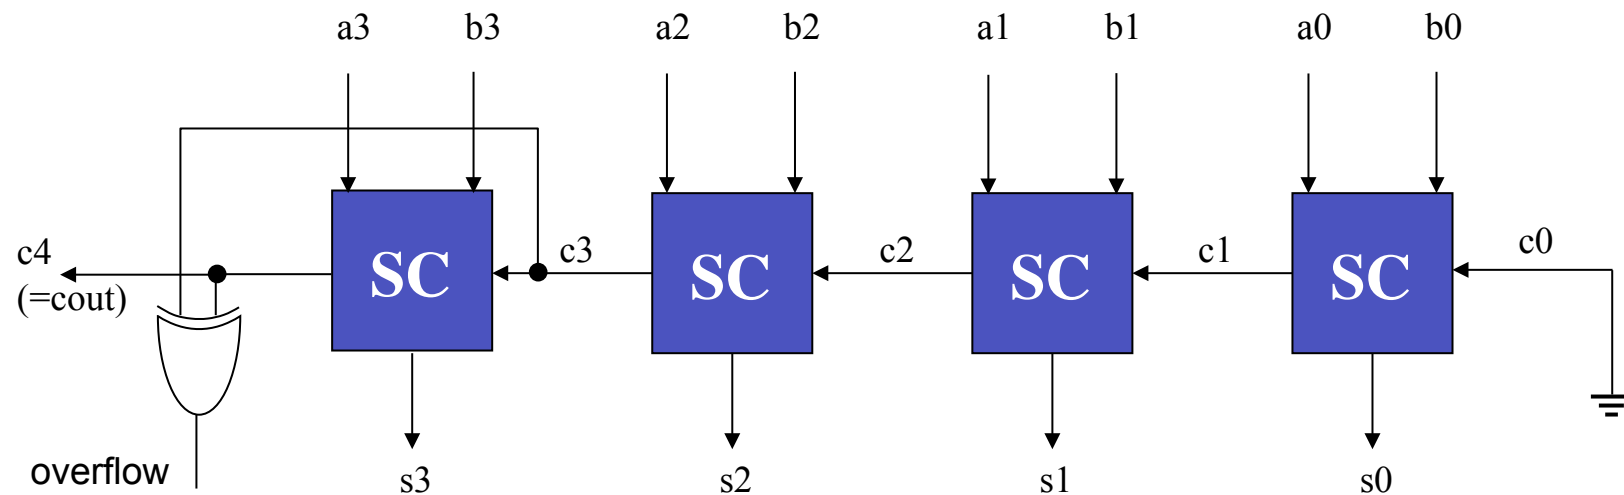 a3 b3 a2 b2 a1 b1 a0 b0
c4 SC c3 SC c2 SC c1 SC c0
(=cout)
overflow s3 s2 s1 s0